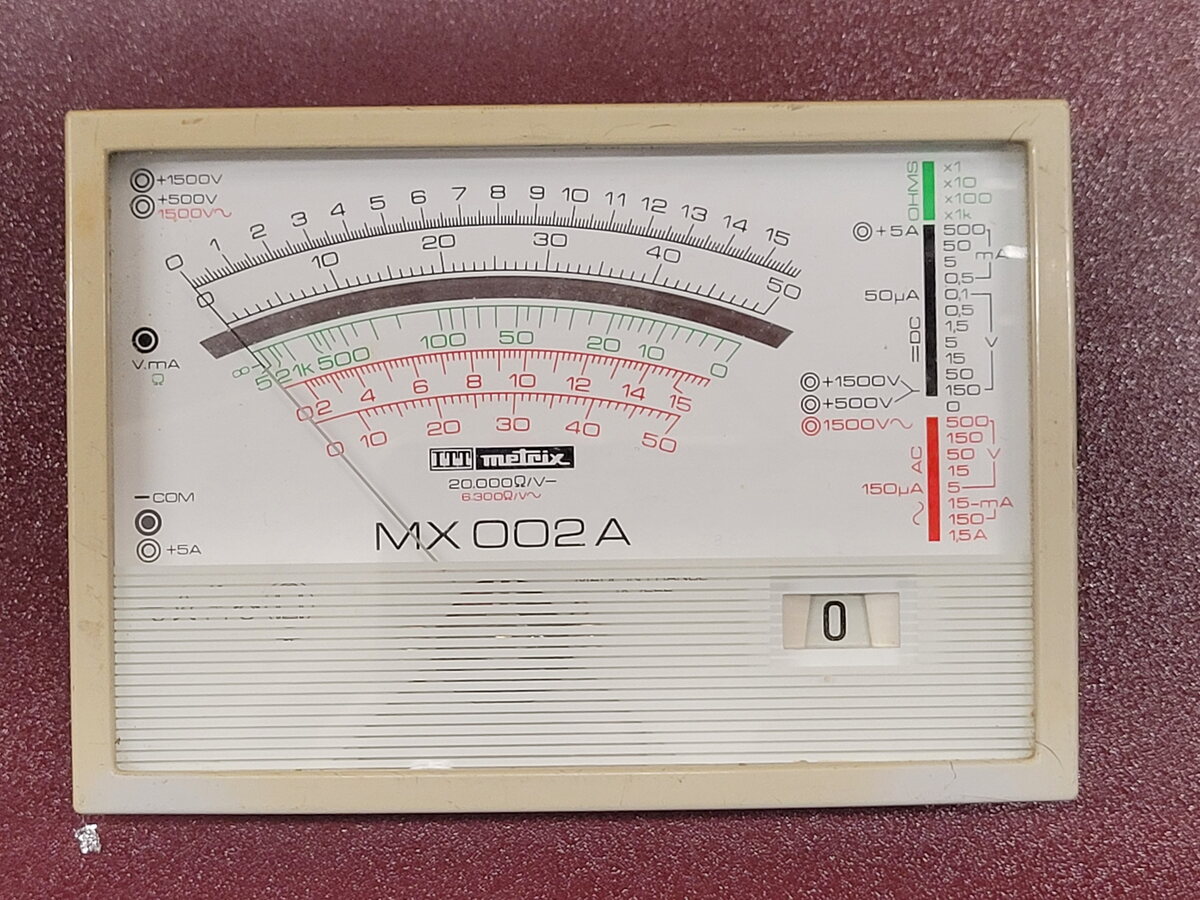 +1500V
+500V
1500V~
0 1 2 3 4 5 6 7 8 9 10 11 12 13 14 15
0 10 20 30 40 50
∞ 5 2 1k 500 100 50 20 10 0
0 2 4 6 8 10 12 14 15
0 10 20 30 40 50
V.mA
Ω
−COM
+5A
ITT metrix
20.000Ω/V−
6.300Ω/V~
MX 002 A
OHMS
x1
x10
x100
x1k
+5A
500
50
5
0,5
mA
50µA
0,1
0,5
1,5
5
15
50
150
V
=DC
+1500V
+500V
0
1500V~
500
150
50
15
5
V
AC
150µA
~
15-mA
150
1,5A
0